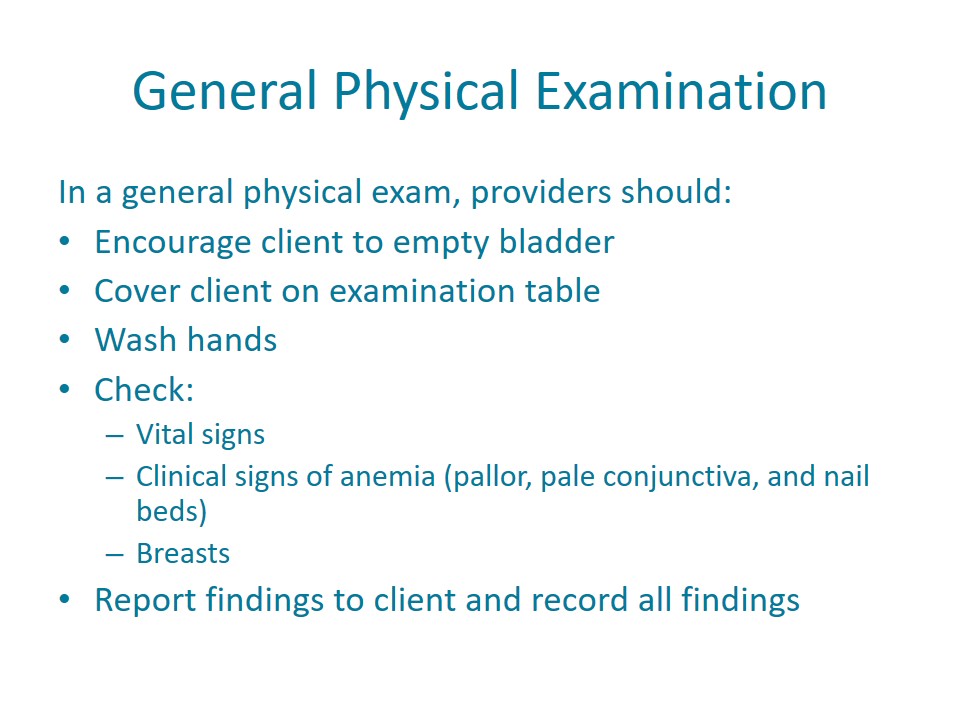 General Physical Examination
In a general physical exam, providers should:
• Encourage client to empty bladder
• Cover client on examination table
• Wash hands
• Check:
– Vital signs
– Clinical signs of anemia (pallor, pale conjunctiva, and nail
beds)
– Breasts
• Report findings to client and record all findings